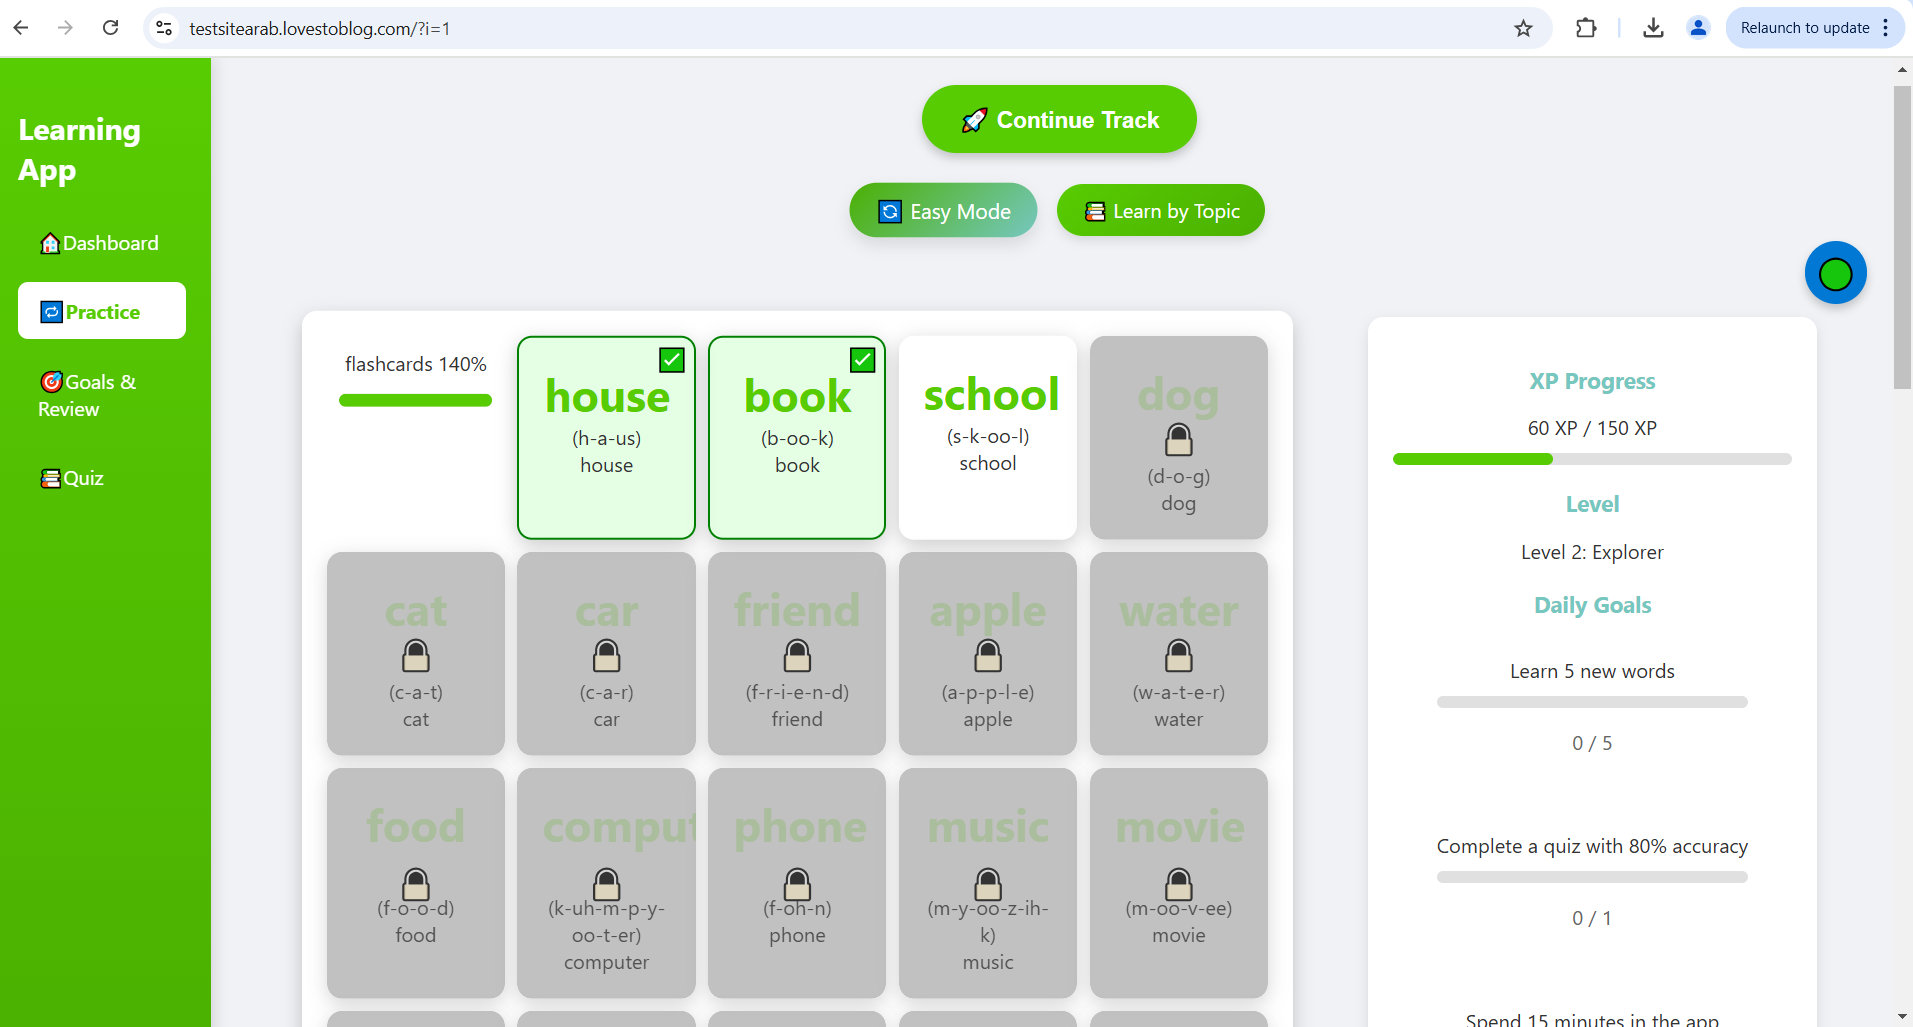 testsitearab.lovestoblog.com/?i=1
Relaunch to update
Learning
App
Dashboard
Practice
Goals &
Review
Quiz
Continue Track
Easy Mode
Learn by Topic
flashcards 140%
house
(h-a-us)
house
book
(b-oo-k)
book
school
(s-k-oo-l)
school
dog
(d-o-g)
dog
cat
(c-a-t)
cat
car
(c-a-r)
car
friend
(f-r-i-e-n-d)
friend
apple
(a-p-p-l-e)
apple
water
(w-a-t-e-r)
water
food
(f-o-o-d)
food
comput
(k-uh-m-p-y-
oo-t-er)
computer
phone
(f-oh-n)
phone
music
(m-y-oo-z-ih-
k)
music
movie
(m-oo-v-ee)
movie
XP Progress
60 XP / 150 XP
Level
Level 2: Explorer
Daily Goals
Learn 5 new words
0 / 5
Complete a quiz with 80% accuracy
0 / 1
Spend 15 minutes in the app